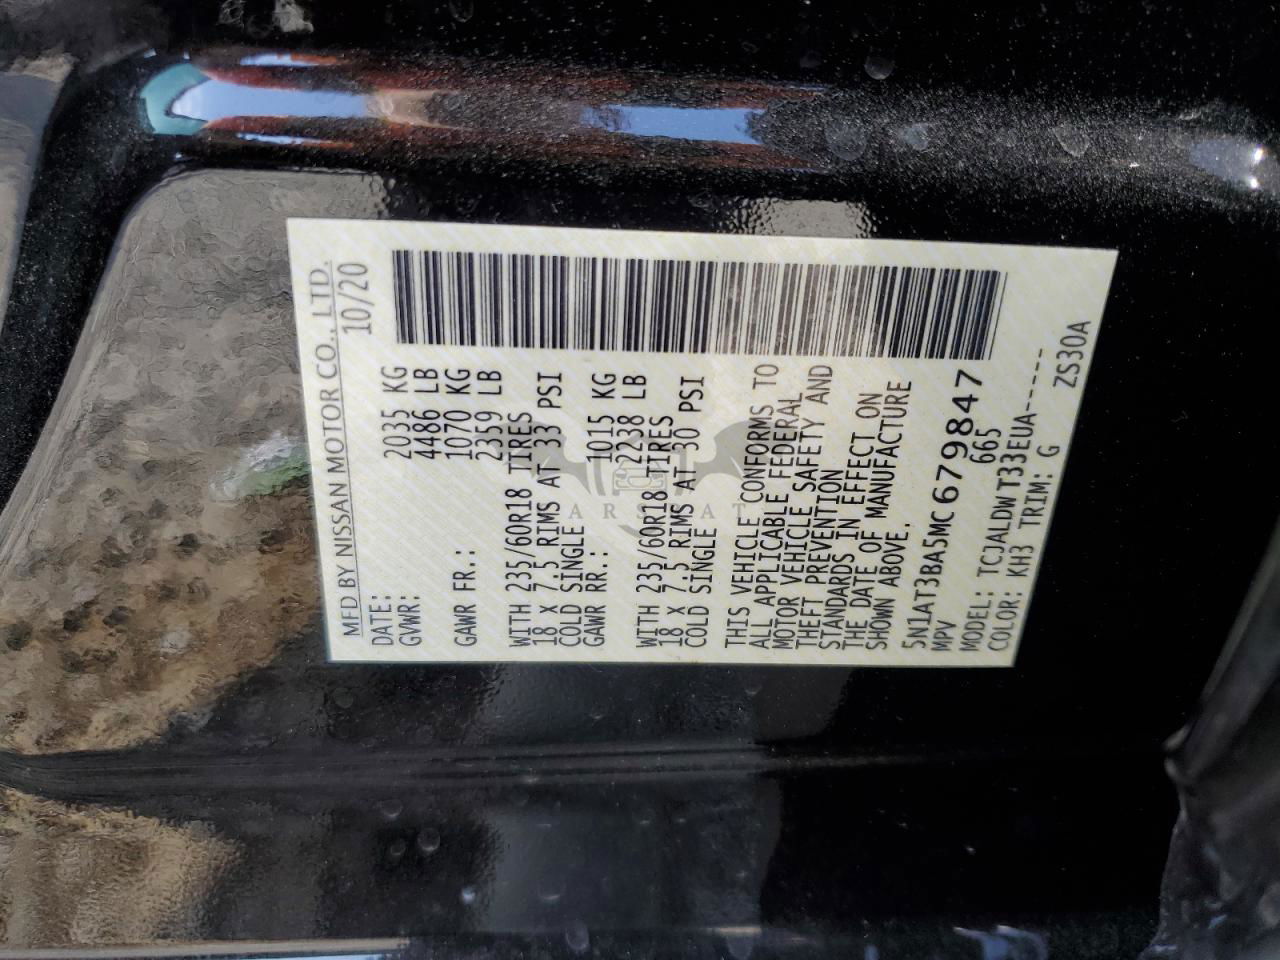 MFD BY NISSAN MOTOR CO., LTD.
DATE: 10/20
GVWR: 2035 KG
4486 LB
GAWR FR.: 1070 KG
2359 LB
WITH 235/60R18 TIRES
18 X 7.5 RIMS AT 33 PSI
COLD SINGLE
GAWR RR.: 1015 KG
2238 LB
WITH 235/60R18 TIRES
18 X 7.5 RIMS AT 30 PSI
COLD SINGLE
THIS VEHICLE CONFORMS TO
ALL APPLICABLE FEDERAL
MOTOR VEHICLE SAFETY AND
THEFT PREVENTION
STANDARDS IN EFFECT ON
THE DATE OF MANUFACTURE
SHOWN ABOVE.
5N1AT3BA5MC679847
MPV 665
MODEL: TCJALDWT33EUA------
COLOR: KH3 TRIM: G ZS30A